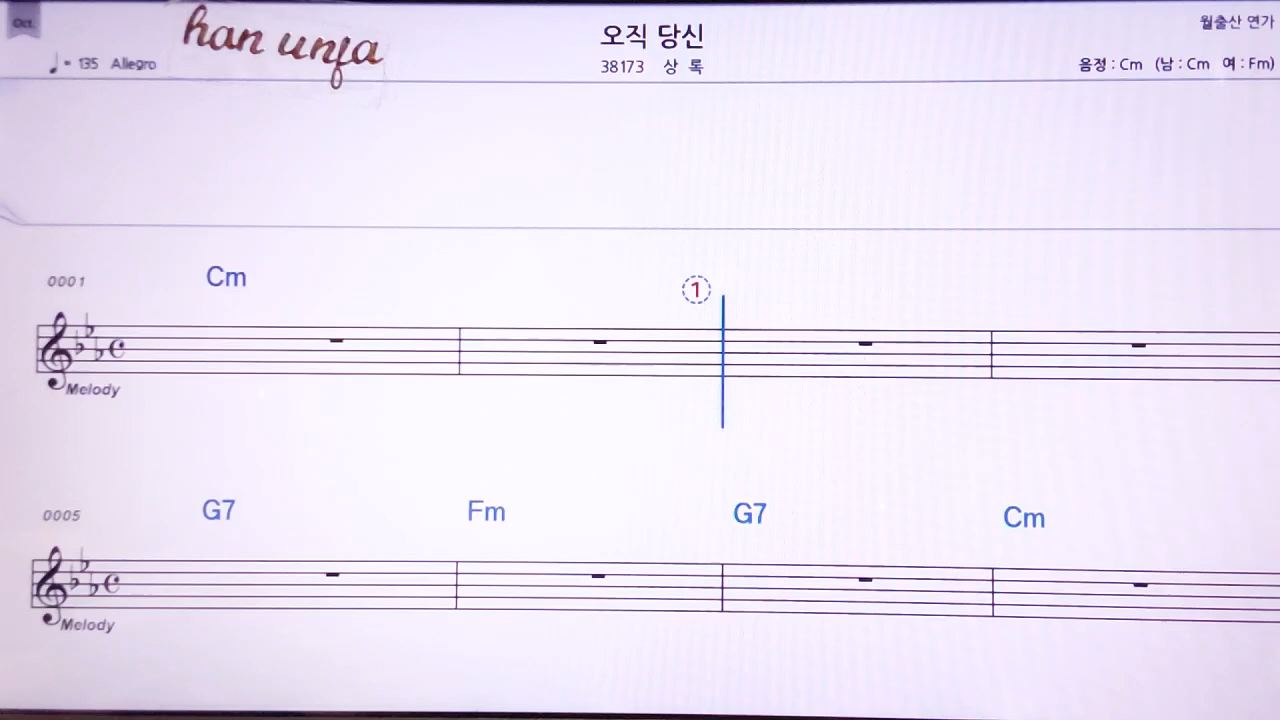 Oct.
han unfa
오직 당신
월출산 연가
♩ = 135 Allegro
38173 상 록
음정 : Cm (남 : Cm 여 : Fm)
0001 Cm
1
Melody
0005 G7 Fm G7 Cm
Melody